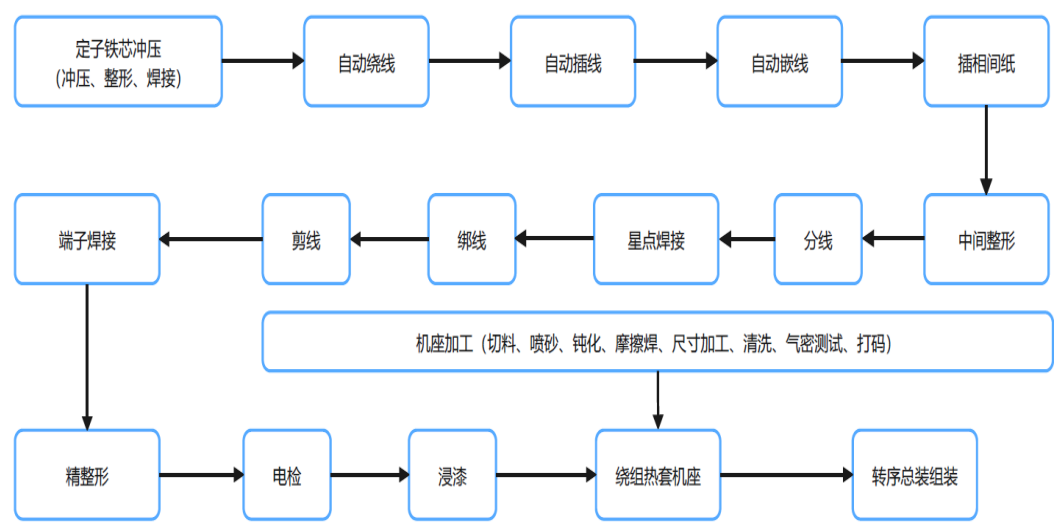 定子铁芯冲压
（冲压、整形、焊接）
自动绕线
自动插线
自动嵌线
插相间纸
端子焊接
剪线
绑线
星点焊接
分线
中间整形
机座加工（切料、喷砂、钝化、摩擦焊、尺寸加工、清洗、气密测试、打码）
精整形
电检
浸漆
绕组热套机座
转序总装组装